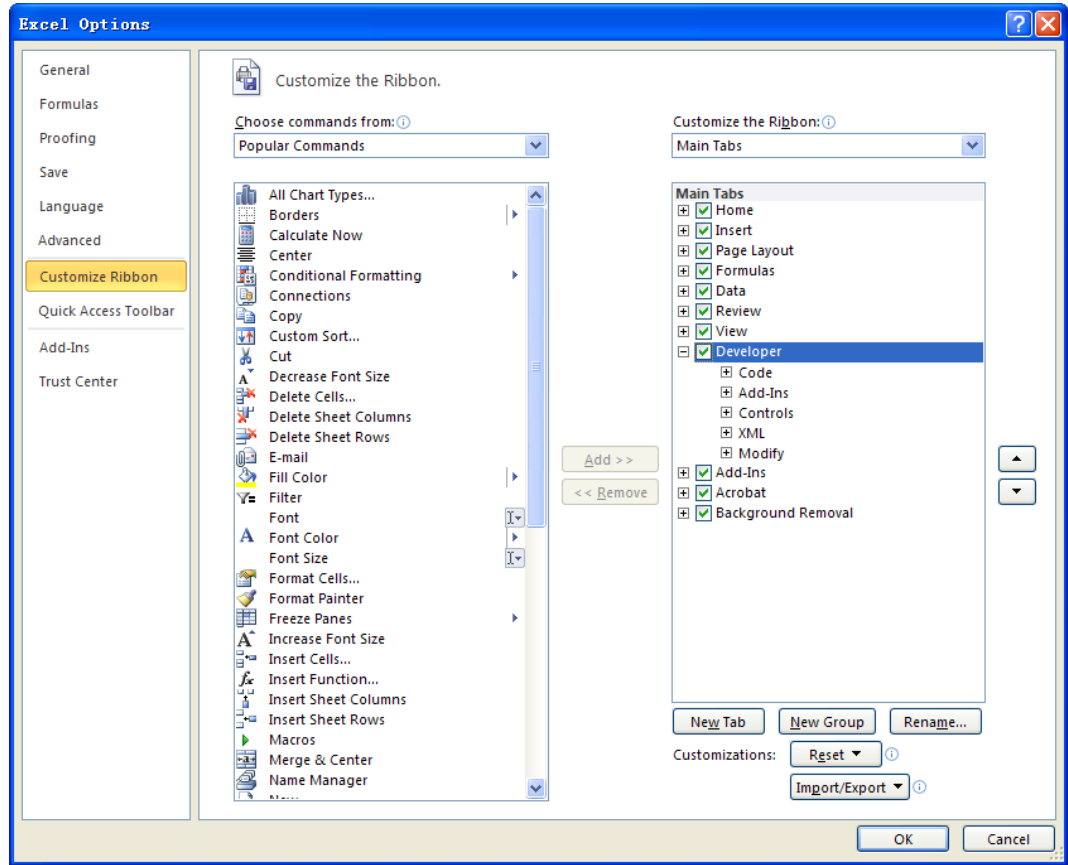 Excel Options
General
Formulas
Proofing
Save
Language
Advanced
Customize Ribbon
Quick Access Toolbar
Add-Ins
Trust Center
Customize the Ribbon.
Choose commands from:
Popular Commands
All Chart Types...
Borders
Calculate Now
Center
Conditional Formatting
Connections
Copy
Custom Sort...
Cut
Decrease Font Size
Delete Cells...
Delete Sheet Columns
Delete Sheet Rows
E-mail
Fill Color
Filter
Font
Font Color
Font Size
Format Cells...
Format Painter
Freeze Panes
Increase Font Size
Insert Cells...
Insert Function...
Insert Sheet Columns
Insert Sheet Rows
Macros
Merge & Center
Name Manager
Add >>
<< Remove
Customize the Ribbon:
Main Tabs
Main Tabs
Home
Insert
Page Layout
Formulas
Data
Review
View
Developer
Code
Add-Ins
Controls
XML
Modify
Add-Ins
Acrobat
Background Removal
New Tab New Group Rename...
Customizations: Reset
Import/Export
OK Cancel